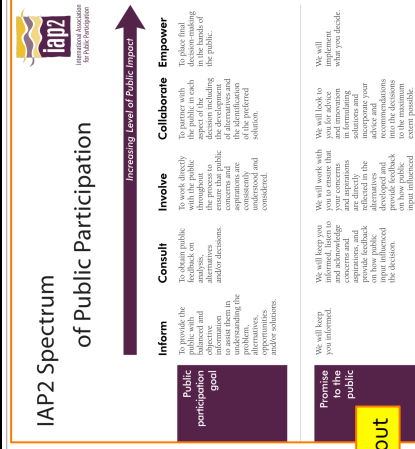 IAP2 Spectrum
of Public Participation
iap2
International Association
for Public Participation
Increasing Level of Public Impact
Inform
Consult
Involve
Collaborate
Empower
Public
participation
goal
To provide the
public with
balanced and
objective
information
to assist them in
understanding the
problem,
alternatives,
opportunities
and/or solutions.
To obtain public
feedback on
analysis,
alternatives
and/or decisions.
To work directly
with the public
throughout
the process to
ensure that public
concerns and
aspirations are
consistently
understood and
considered.
To partner with
the public in each
aspect of the
decision including
the development
of alternatives and
the identification
of the preferred
solution.
To place final
decision-making
in the hands of
the public.
Promise
to the
public
We will keep
you informed.
We will keep you
informed, listen to
and acknowledge
concerns and
aspirations, and
provide feedback
on how public
input influenced
the decision.
We will work with
you to ensure that
your concerns
and aspirations
are directly
reflected in the
alternatives
developed and
provide feedback
on how public
input influenced
We will look to
you for advice
and innovation
in formulating
solutions and
incorporate your
advice and
recommendations
into the decisions
to the maximum
extent possible.
We will
implement
what you decide.
out